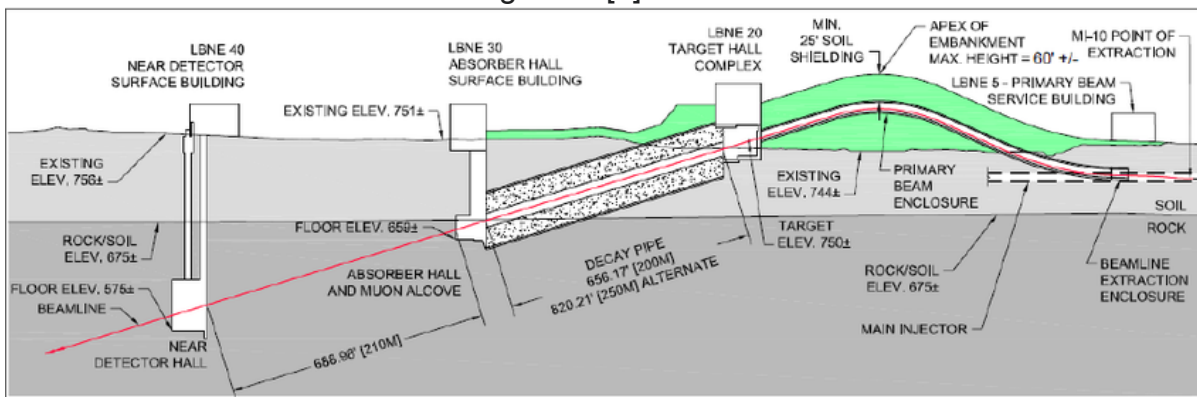 LBNE 40
NEAR DETECTOR
SURFACE BUILDING
LBNE 30
ABSORBER HALL
SURFACE BUILDING
LBNE 20
TARGET HALL
COMPLEX
MIN.
25' SOIL
SHIELDING
APEX OF
EMBANKMENT
MAX. HEIGHT = 60' +/-
MI-10 POINT OF
EXTRACTION
LBNE 5 - PRIMARY BEAM
SERVICE BUILDING
EXISTING ELEV. 751±
EXISTING
ELEV. 756±
EXISTING
ELEV. 744±
PRIMARY
BEAM
ENCLOSURE
SOIL
ROCK
FLOOR ELEV. 659±
TARGET
ELEV. 750±
ROCK/SOIL
ELEV. 675±
DECAY PIPE
656.17' [200M]
820.21' [250M] ALTERNATE
ABSORBER HALL
AND MUON ALCOVE
ROCK/SOIL
ELEV. 675±
BEAMLINE
EXTRACTION
ENCLOSURE
FLOOR ELEV. 575±
BEAMLINE
MAIN INJECTOR
NEAR
DETECTOR HALL
688.98' [210M]